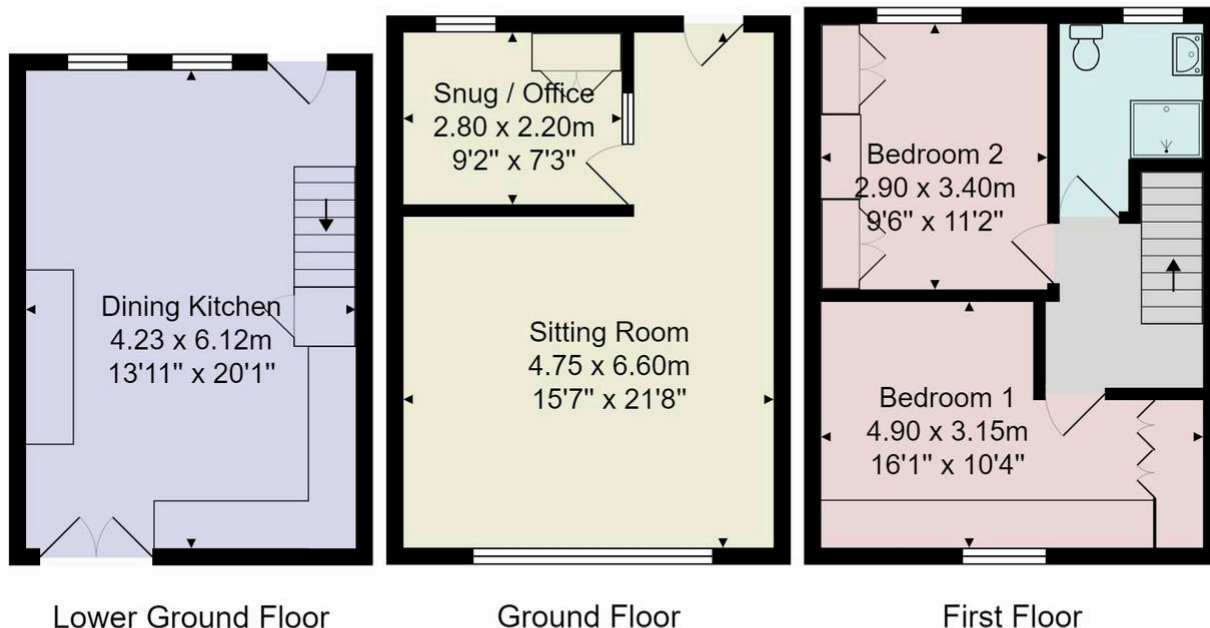 Dining Kitchen
4.23 x 6.12m
13'11" x 20'1"
Lower Ground Floor
Snug / Office
2.80 x 2.20m
9'2" x 7'3"
Sitting Room
4.75 x 6.60m
15'7" x 21'8"
Ground Floor
Bedroom 2
2.90 x 3.40m
9'6" x 11'2"
Bedroom 1
4.90 x 3.15m
16'1" x 10'4"
First Floor